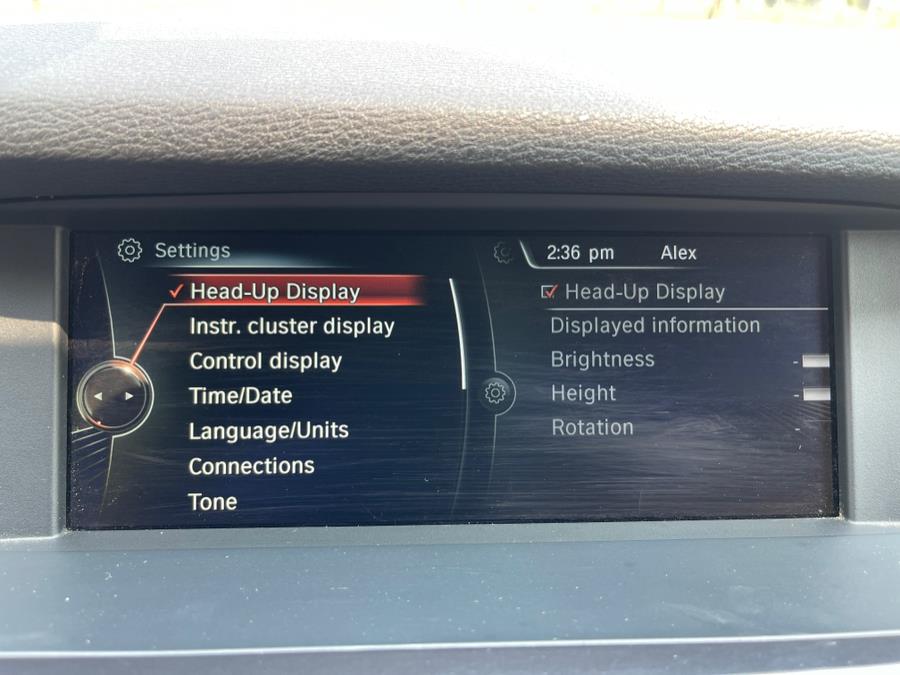 Settings
Head-Up Display
Instr. cluster display
Control display
Time/Date
Language/Units
Connections
Tone
2:36 pm Alex
Head-Up Display
Displayed information
Brightness
Height
Rotation